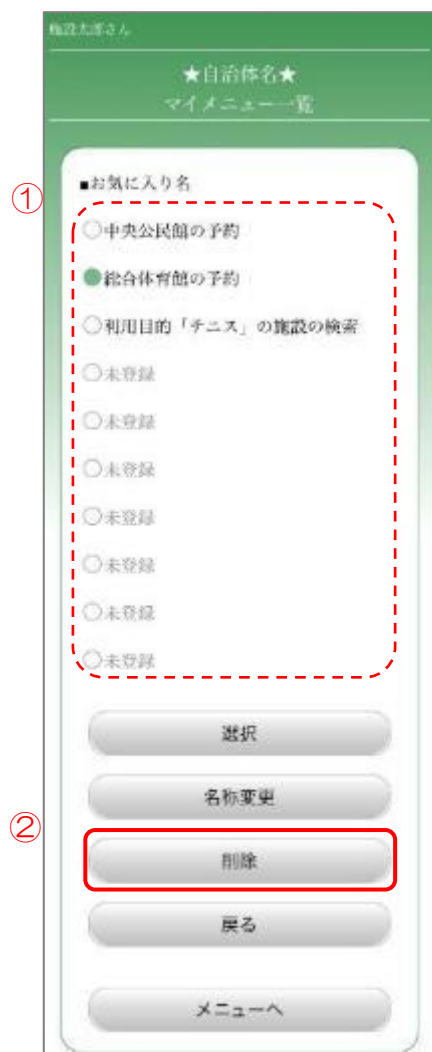 施設太郎さん
★自治体名★
マイメニュー一覧
■お気に入り名
①
○中央公民館の予約
●総合体育館の予約
○利用目的「テニス」の施設の検索
○未登録
○未登録
○未登録
○未登録
○未登録
○未登録
○未登録
選択
名称変更
②
削除
戻る
メニューへ